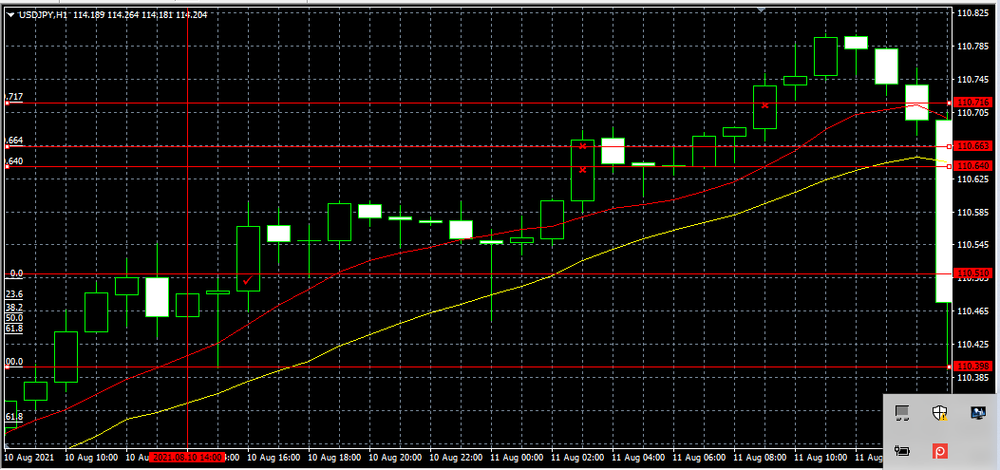 USDJPY,H1 114.189 114.264 114.181 114.204
110.825
110.785
110.745
.717
110.716
110.705
.664
110.663
.640
110.640
110.625
110.585
110.545
0.0
110.510
23.6
38.2
110.465
50.0
61.8
110.425
00.0
110.393
110.385
61.8
10 Aug 2021
10 Aug 10:00
10 Au
2021.08.10 14:00
:00
10 Aug 16:00
10 Aug 18:00
10 Aug 20:00
10 Aug 22:00
11 Aug 00:00
11 Aug 02:00
11 Aug 04:00
11 Aug 06:00
11 Aug 08:00
11 Aug 10:00
11 Aug